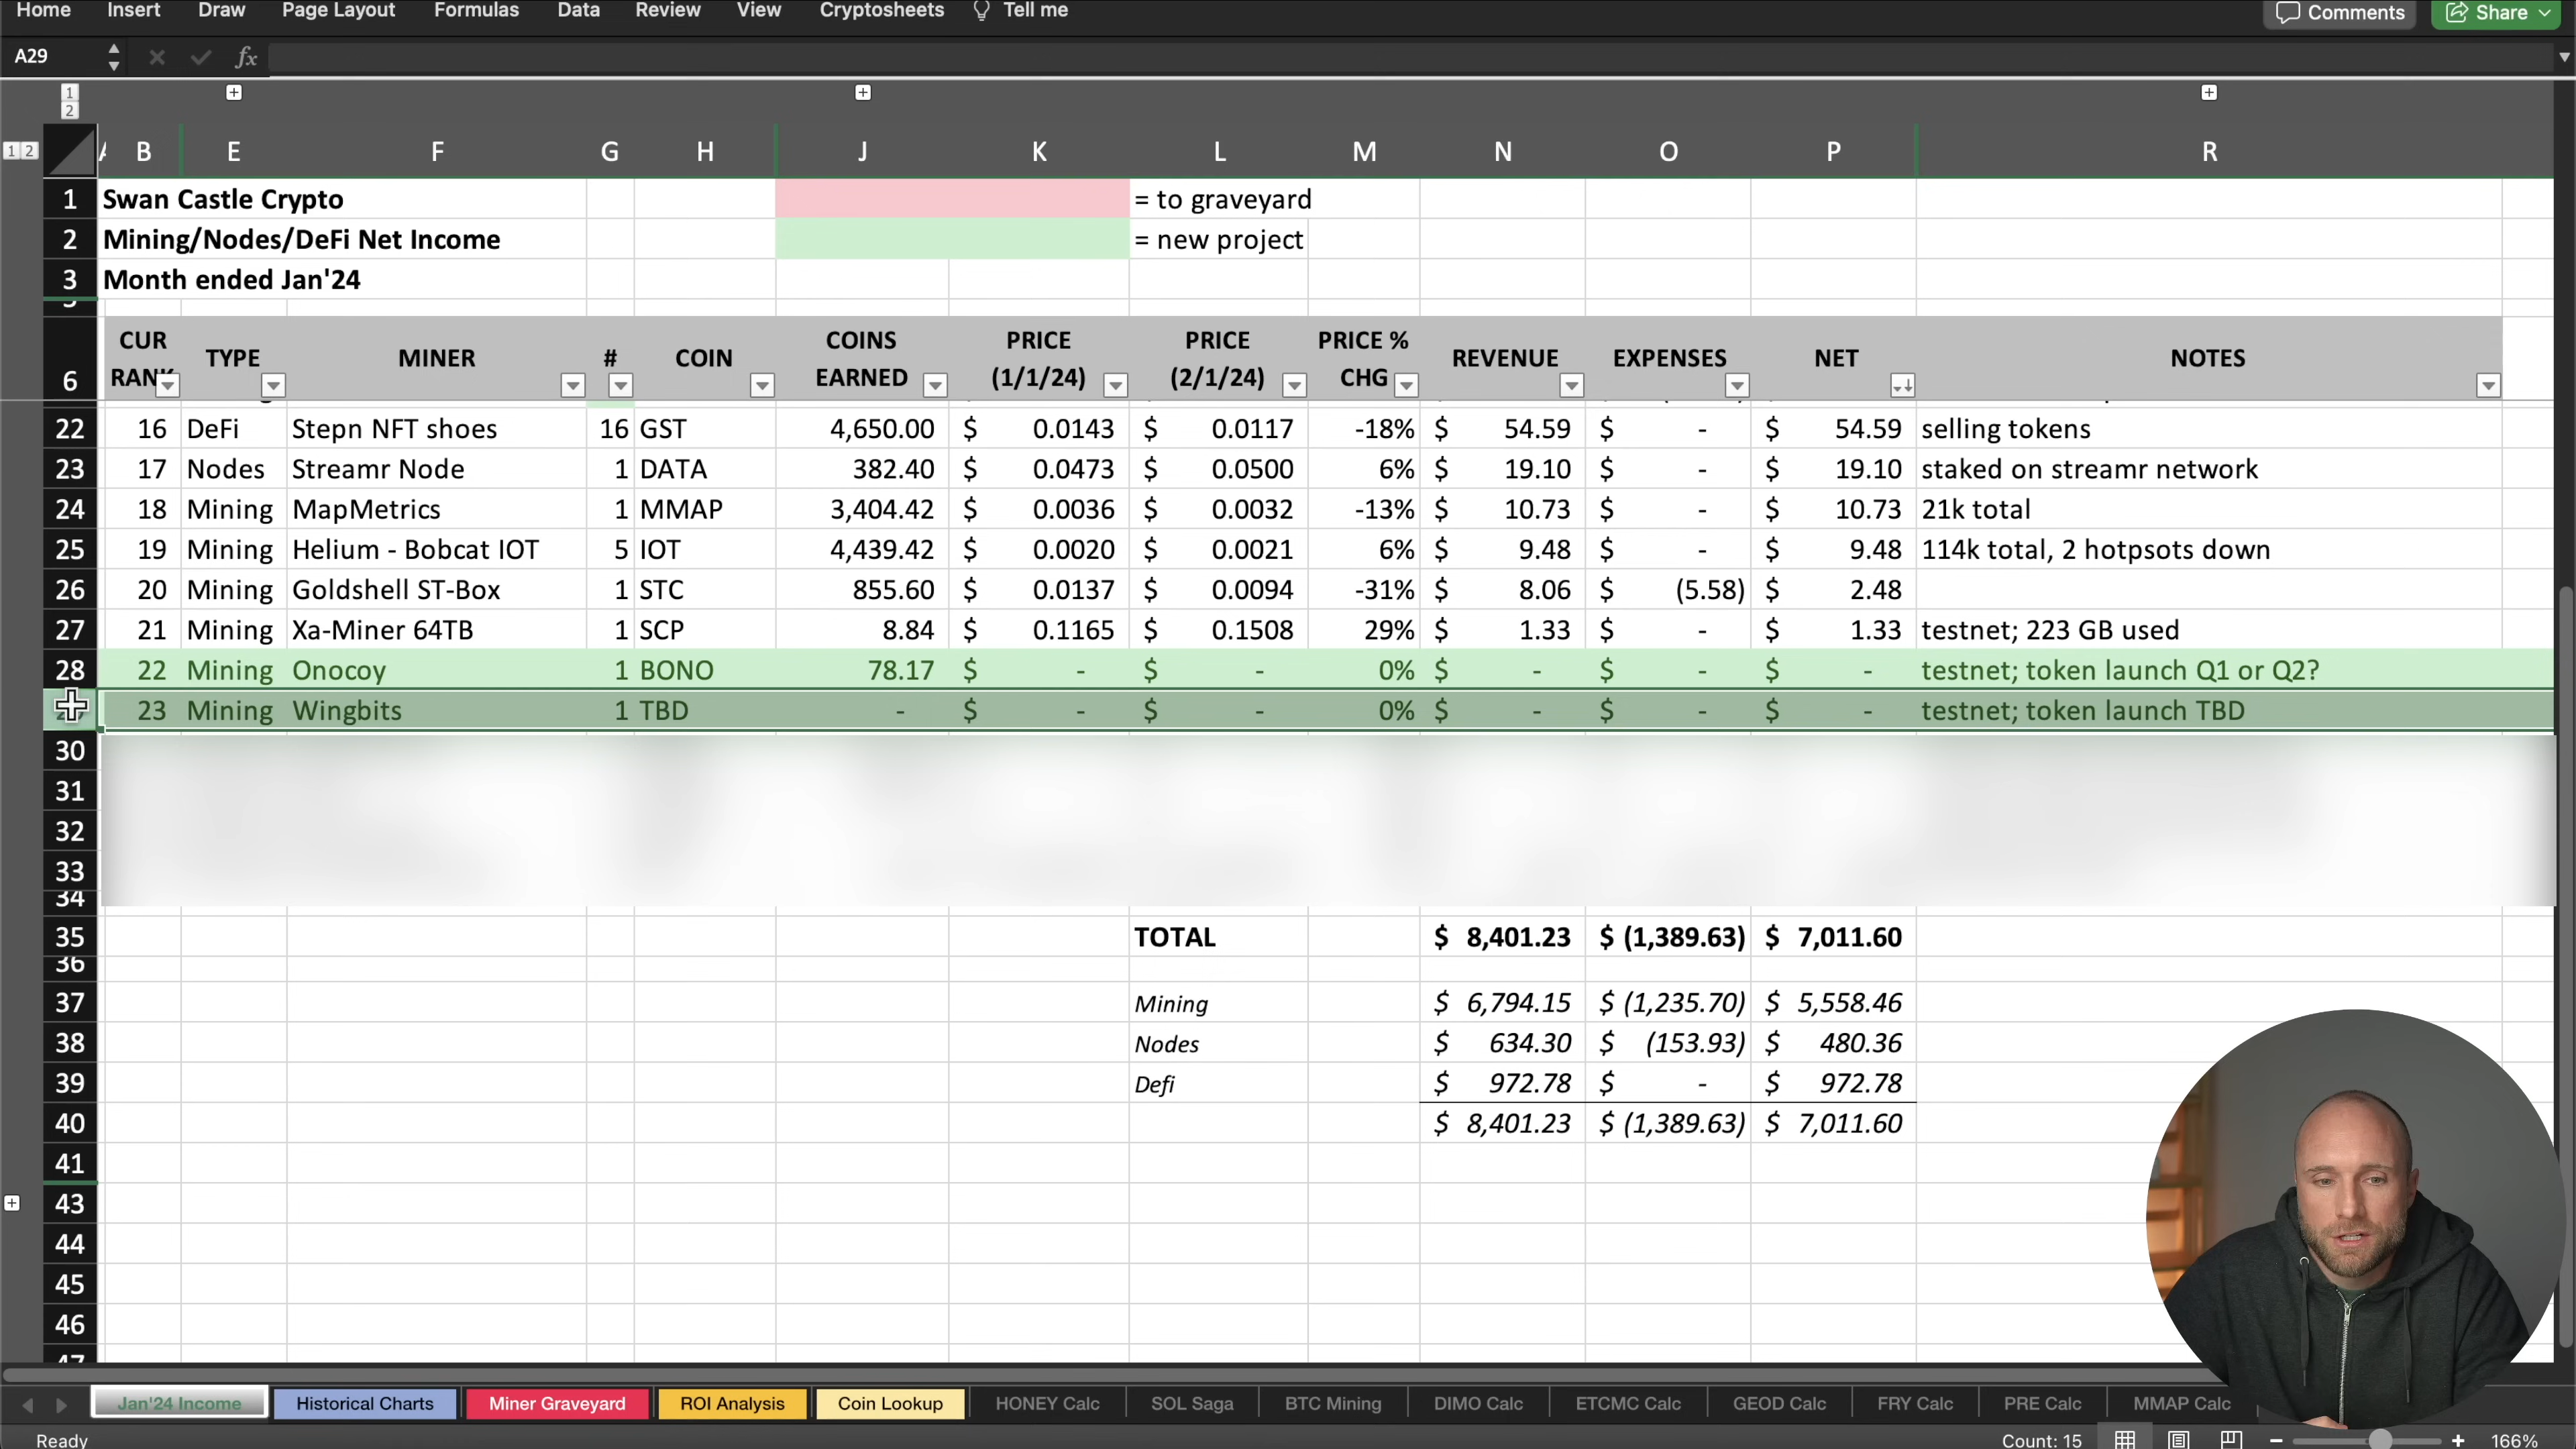 Home Insert Draw Page Layout Formulas Data Review View Cryptosheets Tell me Comments Share
A29 fx
1
2
1 2 B E F G H J K L M N O P R
1 Swan Castle Crypto = to graveyard
2 Mining/Nodes/DeFi Net Income = new project
3 Month ended Jan'24
CUR COINS PRICE PRICE PRICE %
TYPE MINER # COIN REVENUE EXPENSES NET NOTES
6 RANK EARNED (1/1/24) (2/1/24) CHG
22 16 DeFi Stepn NFT shoes 16 GST 4,650.00 $ 0.0143 $ 0.0117 -18% $ 54.59 $ - $ 54.59 selling tokens
23 17 Nodes Streamr Node 1 DATA 382.40 $ 0.0473 $ 0.0500 6% $ 19.10 $ - $ 19.10 staked on streamr network
24 18 Mining MapMetrics 1 MMAP 3,404.42 $ 0.0036 $ 0.0032 -13% $ 10.73 $ - $ 10.73 21k total
25 19 Mining Helium - Bobcat IOT 5 IOT 4,439.42 $ 0.0020 $ 0.0021 6% $ 9.48 $ - $ 9.48 114k total, 2 hotpsots down
26 20 Mining Goldshell ST-Box 1 STC 855.60 $ 0.0137 $ 0.0094 -31% $ 8.06 $ (5.58) $ 2.48
27 21 Mining Xa-Miner 64TB 1 SCP 8.84 $ 0.1165 $ 0.1508 29% $ 1.33 $ - $ 1.33 testnet; 223 GB used
28 22 Mining Onocoy 1 BONO 78.17 $ - $ - 0% $ - $ - $ - testnet; token launch Q1 or Q2?
23 Mining Wingbits 1 TBD - $ - $ - 0% $ - $ - $ - testnet; token launch TBD
30
31
32
33
34
35 TOTAL $ 8,401.23 $ (1,389.63) $ 7,011.60
36
37 Mining $ 6,794.15 $ (1,235.70) $ 5,558.46
38 Nodes $ 634.30 $ (153.93) $ 480.36
39 Defi $ 972.78 $ - $ 972.78
40 $ 8,401.23 $ (1,389.63) $ 7,011.60
41
43
44
45
46
47
Jan'24 Income Historical Charts Miner Graveyard ROI Analysis Coin Lookup HONEY Calc SOL Saga BTC Mining DIMO Calc ETCMC Calc GEOD Calc FRY Calc PRE Calc MMAP Calc
Ready Count: 15 166%